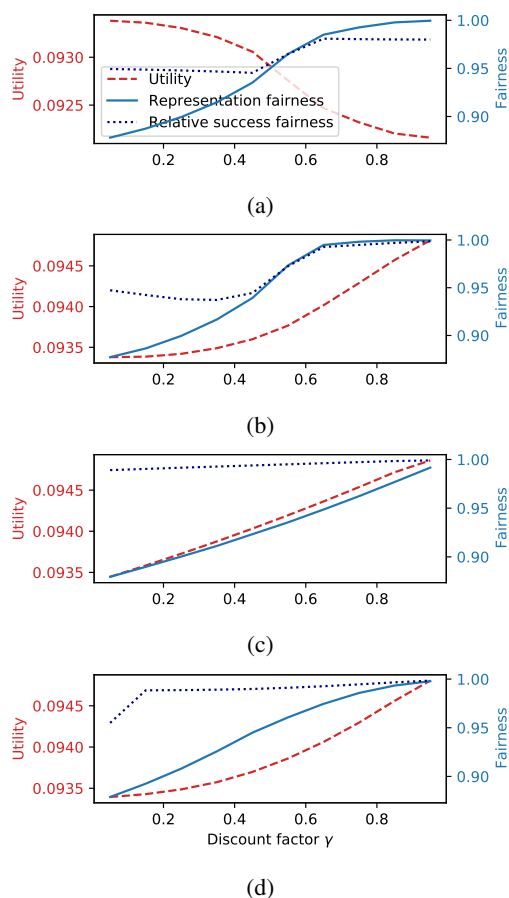 0.0930
0.0925
Utility
Utility
Representation fairness
Relative success fairness
1.00
0.95
0.90
Fairness
0.2 0.4 0.6 0.8
(a)
0.0945
0.0940
0.0935
Utility
1.00
0.95
0.90
Fairness
0.2 0.4 0.6 0.8
(b)
0.0945
0.0940
0.0935
Utility
1.00
0.95
0.90
Fairness
0.2 0.4 0.6 0.8
(c)
0.0945
0.0940
0.0935
Utility
1.00
0.95
0.90
Fairness
0.2 0.4 0.6 0.8
Discount factor γ
(d)